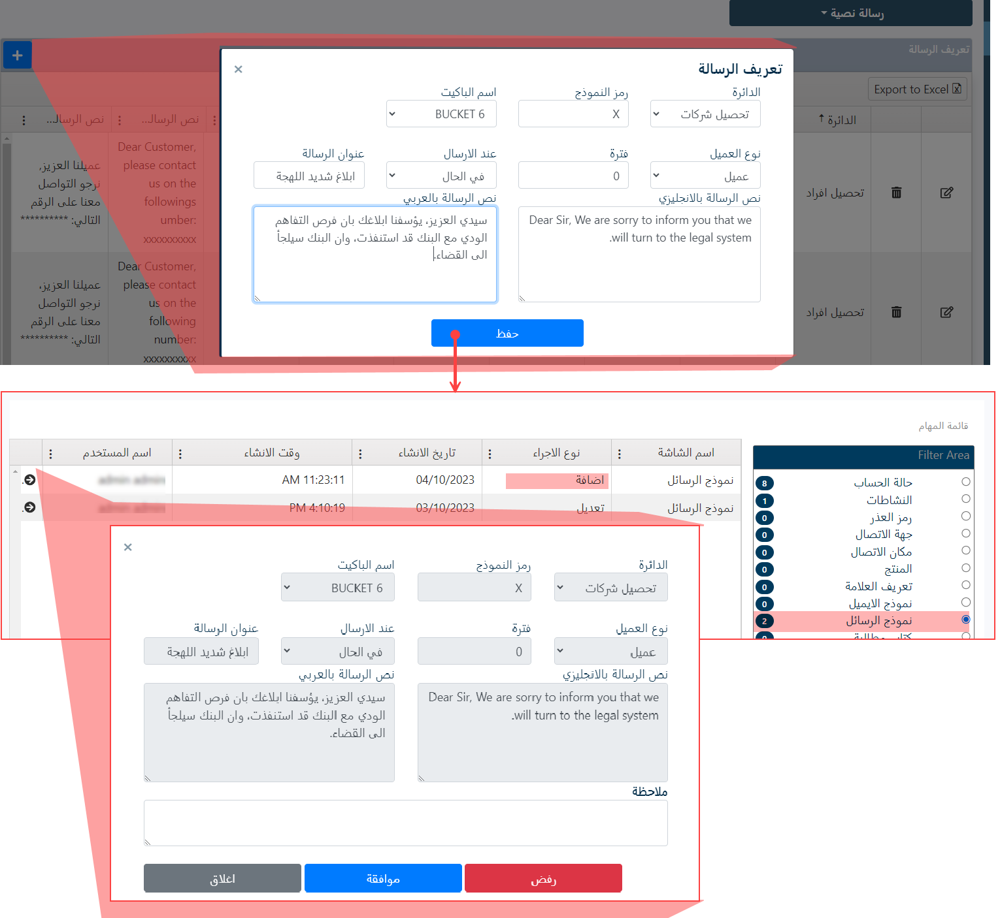 رسالة نصية
تعريف الرسالة
Export to Excel
الدائرة
نص الرسالـ...
نص الرسالـ...
تحصيل افراد
Dear Customer,
please contact
us on the
followings
umber:
xxxxxxxxxx
عميلنا العزيز,
نرجو التواصل
معنا على الرقم
التالي: **********
تحصيل افراد
Dear Customer,
please contact
us on the
following
number:
xxxxxxxxxx
عميلنا العزيز,
نرجو التواصل
معنا على الرقم
التالي: **********
تعريف الرسالة
×
الدائرة
رمز النموذج
اسم الباكيت
تحصيل شركات
X
BUCKET 6
نوع العميل
فترة
عند الارسال
عنوان الرسالة
عميل
0
في الحال
ابلاغ شديد اللهجة
نص الرسالة بالانجليزي
نص الرسالة بالعربي
Dear Sir, We are sorry to inform you that we
will turn to the legal system.
سيدي العزيز، يؤسفنا ابلاغك بان فرص التفاهم
الودي مع البنك قد استنفذت، وان البنك سيلجأ
الى القضاء.
حفظ
قائمة المهام
Filter Area
حالة الحساب 8
النشاطات 1
رمز العذر 0
جهة الاتصال 0
مكان الاتصال 0
المنتج 0
تعريف العلامة 0
نموذج الايميل 0
نموذج الرسائل 2
اسم الشاشة
نوع الاجراء
تاريخ الانشاء
وقت الانشاء
اسم المستخدم
نموذج الرسائل
اضافة
04/10/2023
11:23:11 AM
admin admin
نموذج الرسائل
تعديل
03/10/2023
4:10:19 PM
admin admin
×
الدائرة
رمز النموذج
اسم الباكيت
تحصيل شركات
X
BUCKET 6
نوع العميل
فترة
عند الارسال
عنوان الرسالة
عميل
0
في الحال
ابلاغ شديد اللهجة
نص الرسالة بالانجليزي
نص الرسالة بالعربي
Dear Sir, We are sorry to inform you that we
will turn to the legal system.
سيدي العزيز، يؤسفنا ابلاغك بان فرص التفاهم
الودي مع البنك قد استنفذت، وان البنك سيلجأ
الى القضاء.
ملاحظة
رفض
موافقة
اغلاق